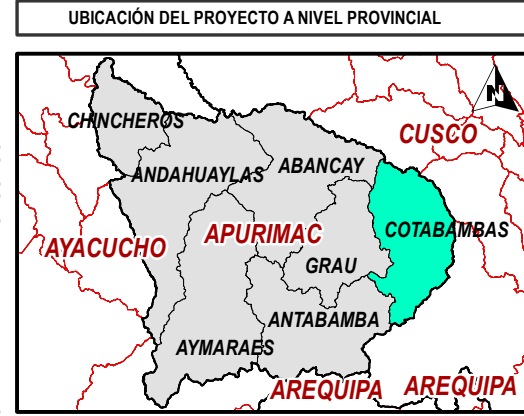 UBICACIÓN DEL PROYECTO A NIVEL PROVINCIAL
N
CHINCHEROS
CUSCO
ABANCAY
ANDAHUAYLAS
COTABAMBAS
AYACUCHO
APURIMAC
GRAU
ANTABAMBA
AYMARAES
AREQUIPA
AREQUIPA